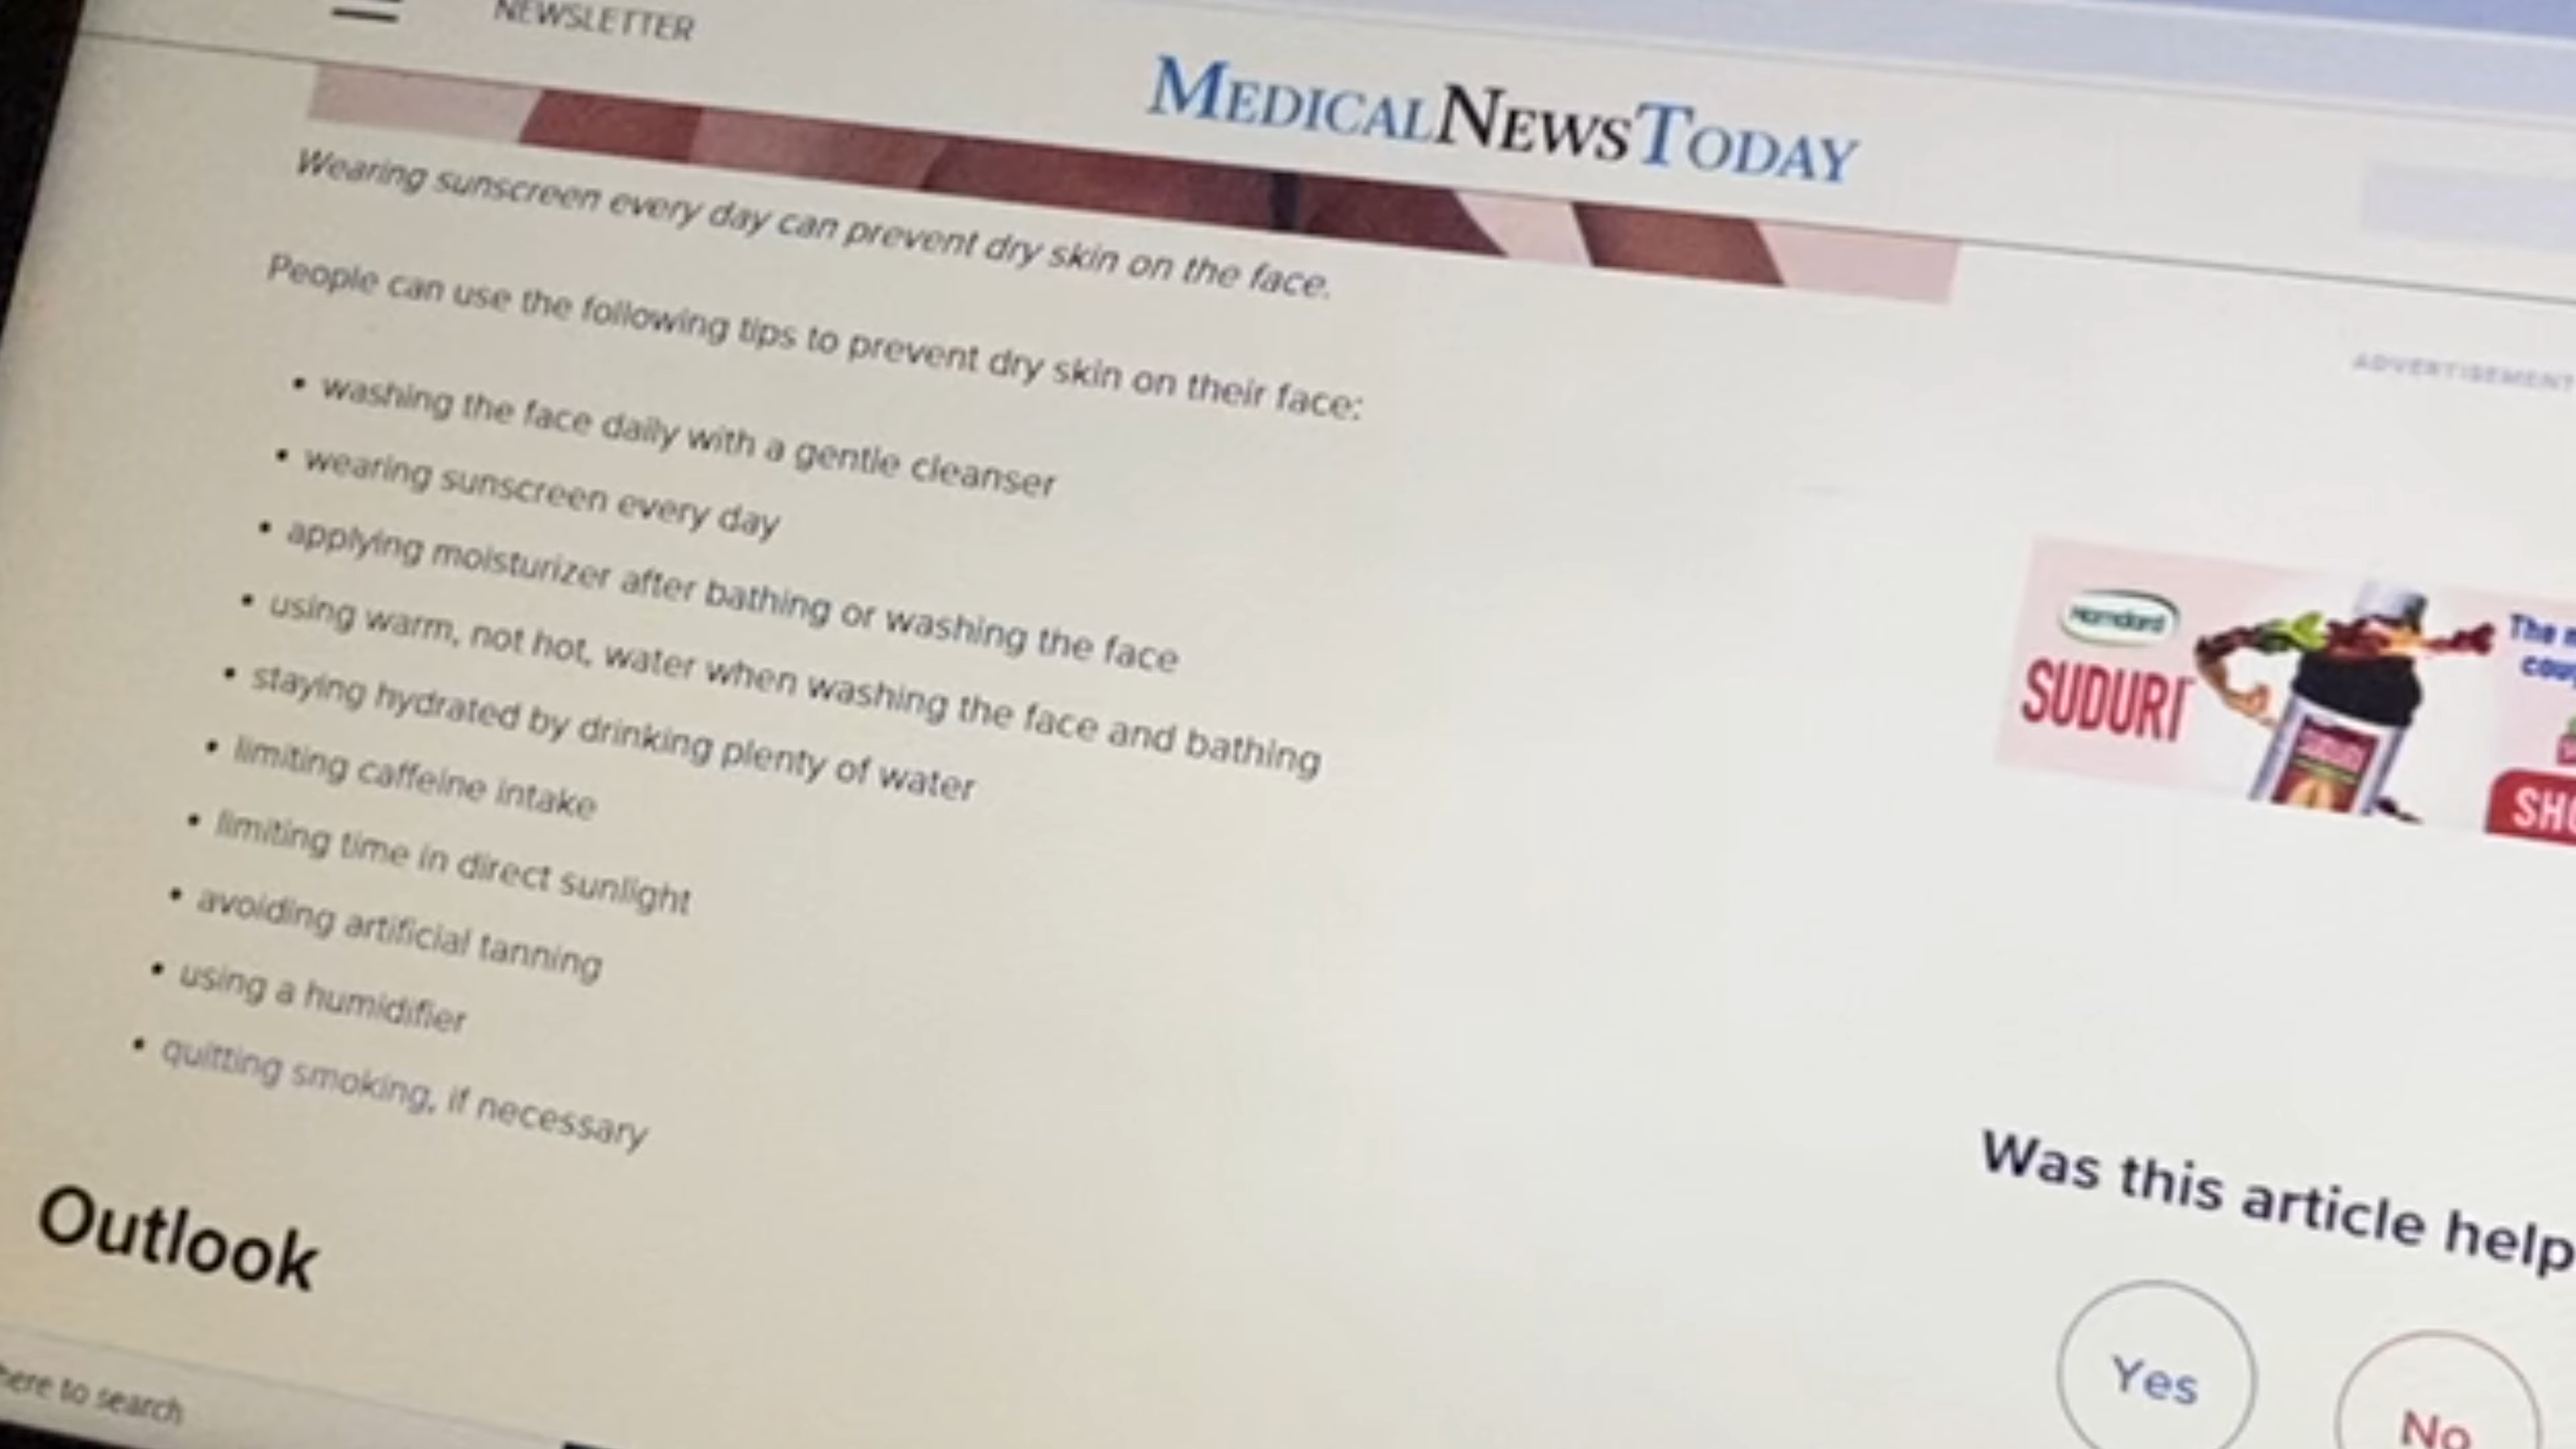 NEWSLETTER
MEDICALNEWSTODAY
Wearing sunscreen every day can prevent dry skin on the face.
People can use the following tips to prevent dry skin on their face:
• washing the face daily with a gentle cleanser
• wearing sunscreen every day
• applying moisturizer after bathing or washing the face
• using warm, not hot, water when washing the face and bathing
• staying hydrated by drinking plenty of water
• limiting caffeine intake
• limiting time in direct sunlight
• avoiding artificial tanning
• using a humidifier
• quitting smoking, if necessary
Outlook
here to search
ADVERTISEMENT
Hamdard
SUDURI
The
Was this article help
Yes
No